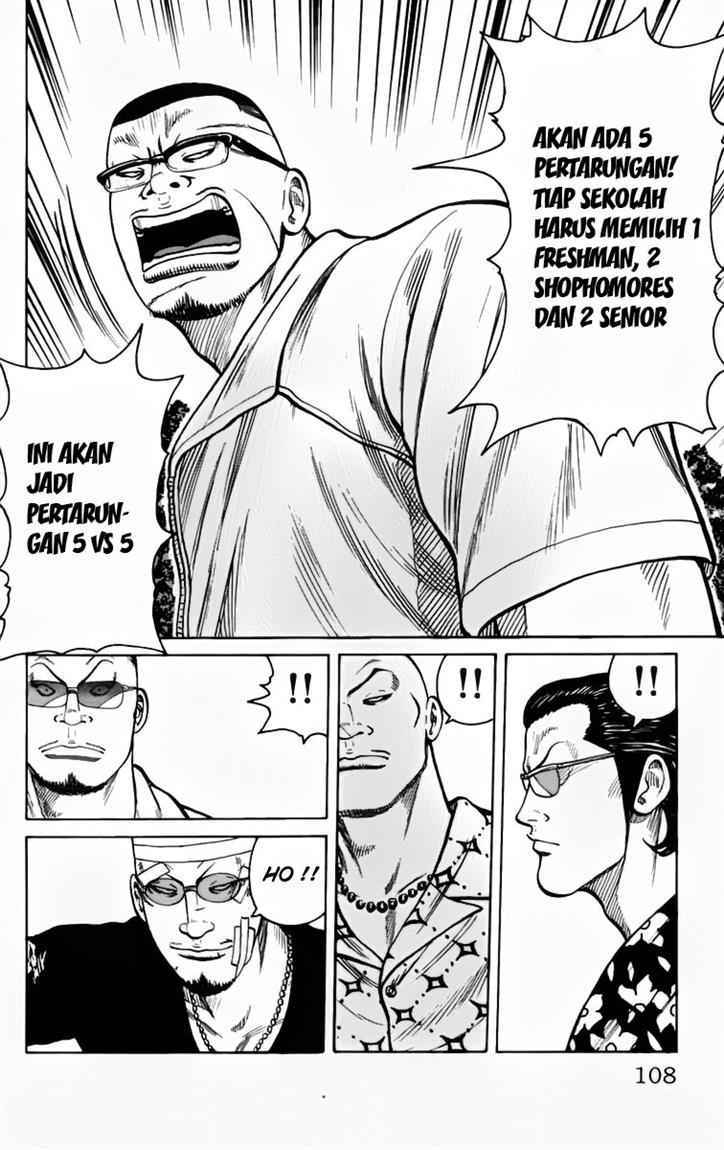 AKAN ADA 5
PERTARUNGAN!
TIAP SEKOLAH
HARUS MEMILIH 1
FRESHMAN, 2
SHOPHOMORES
DAN 2 SENIOR
INI AKAN
JADI
PERTARUN-
GAN 5 VS 5
!!
!!
!!
HO !!
108